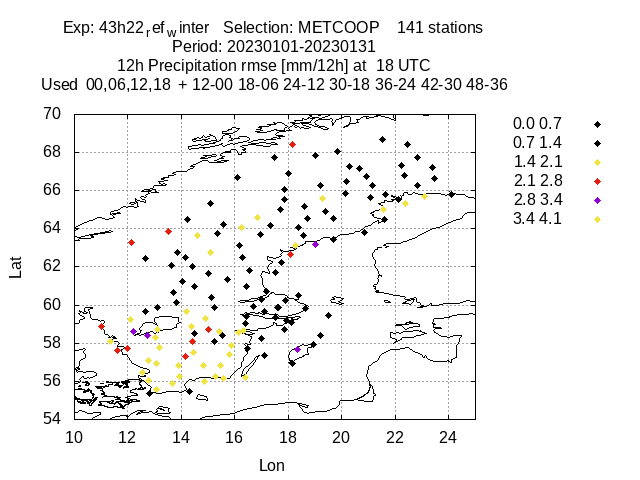 Exp: 43h22refwinter   Selection: METCOOP    141 stations
Period: 20230101-20230131
12h Precipitation rmse [mm/12h] at  18 UTC
Used  00,06,12,18  + 12-00 18-06 24-12 30-18 36-24 42-30 48-36
0.0 0.7
0.7 1.4
1.4 2.1
2.1 2.8
2.8 3.4
3.4 4.1
70
68
66
64
62
60
58
56
54
Lat
10 12 14 16 18 20 22 24
Lon